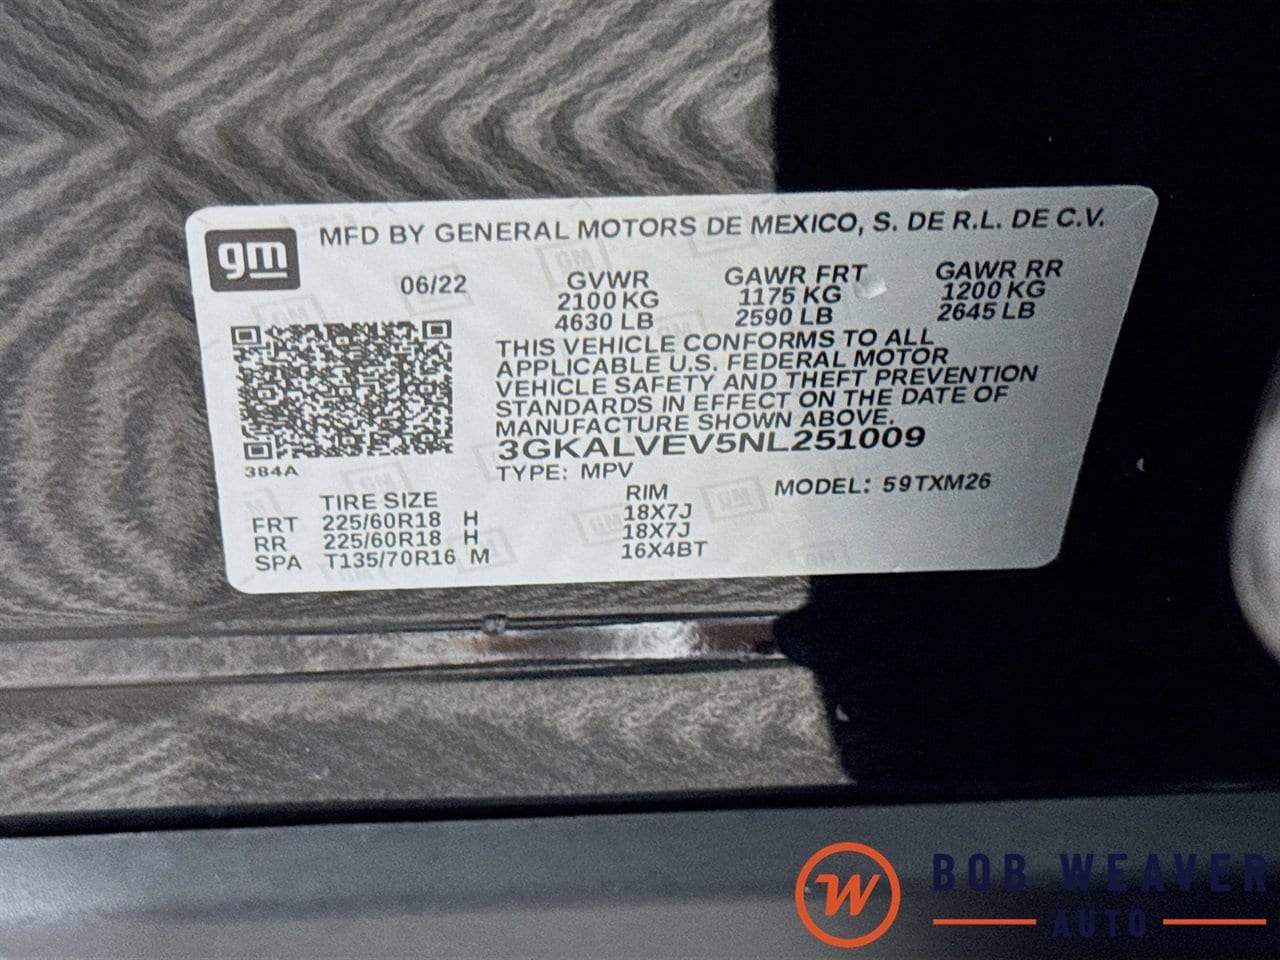 gm
MFD BY GENERAL MOTORS DE MEXICO, S. DE R.L. DE C.V.
06/22 GVWR GAWR FRT GAWR RR
2100 KG 1175 KG 1200 KG
4630 LB 2590 LB 2645 LB
THIS VEHICLE CONFORMS TO ALL
APPLICABLE U.S. FEDERAL MOTOR
VEHICLE SAFETY AND THEFT PREVENTION
STANDARDS IN EFFECT ON THE DATE OF
MANUFACTURE SHOWN ABOVE.
3GKALVEV5NL251009
384A
TYPE: MPV MODEL: 59TXM26
TIRE SIZE RIM
FRT 225/60R18 H 18X7J
RR 225/60R18 H 18X7J
SPA T135/70R16 M 16X4BT
W
BOB WEAVER
AUTO